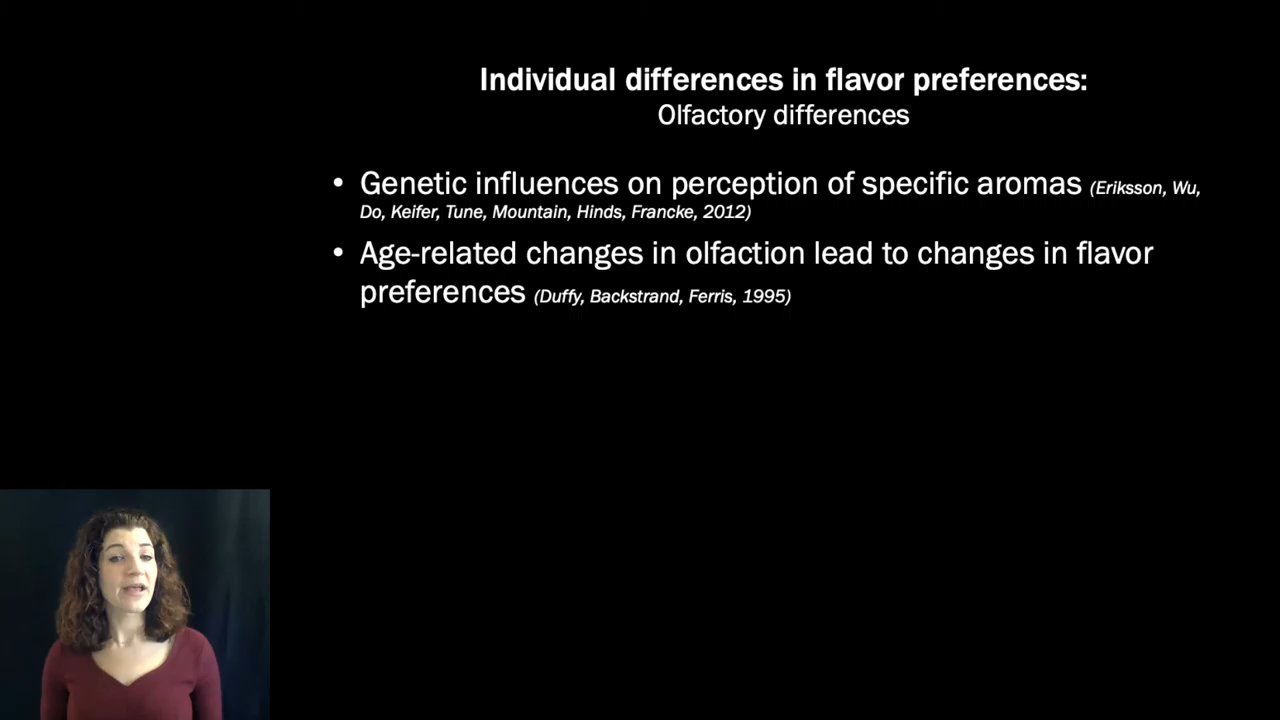 Individual differences in flavor preferences:
Olfactory differences
• Genetic influences on perception of specific aromas (Eriksson, Wu,
Do, Keifer, Tune, Mountain, Hinds, Francke, 2012)
• Age-related changes in olfaction lead to changes in flavor
preferences (Duffy, Backstrand, Ferris, 1995)